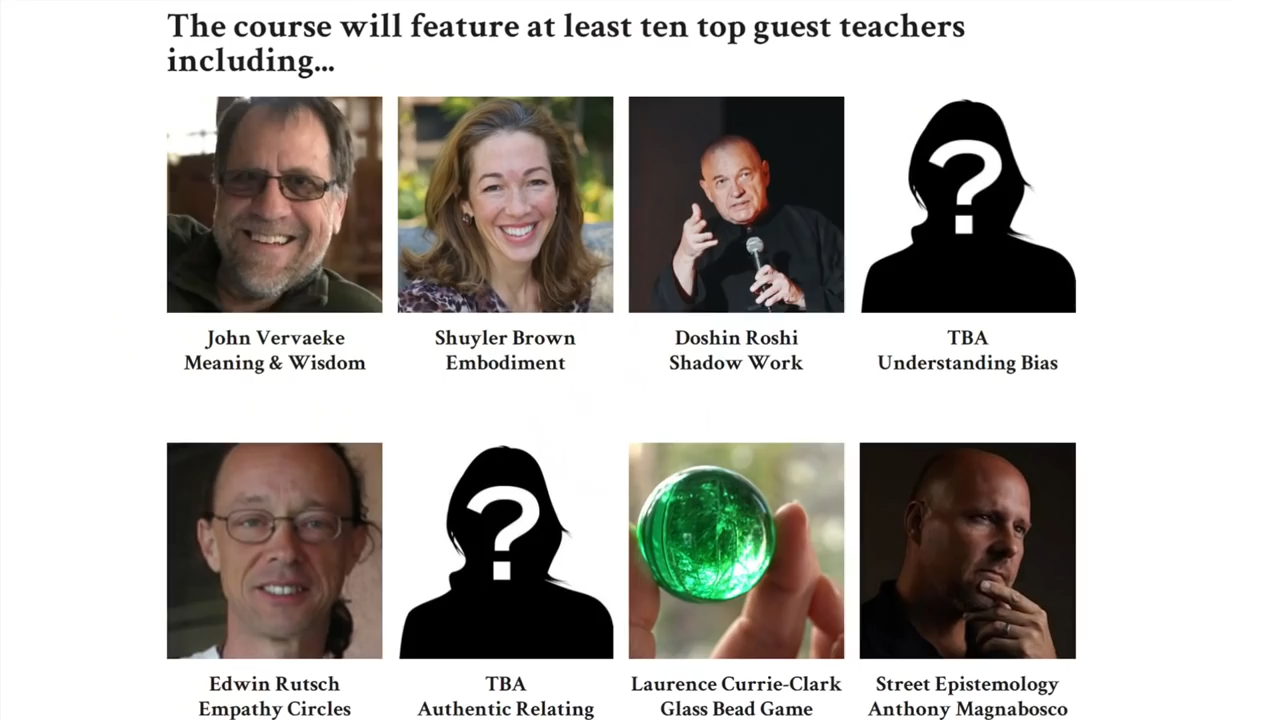 The course will feature at least ten top guest teachers
including...
John Vervaeke
Meaning & Wisdom
Shuyler Brown
Embodiment
Doshin Roshi
Shadow Work
?
TBA
Understanding Bias
Edwin Rutsch
Empathy Circles
?
TBA
Authentic Relating
Laurence Currie-Clark
Glass Bead Game
Street Epistemology
Anthony Magnabosco